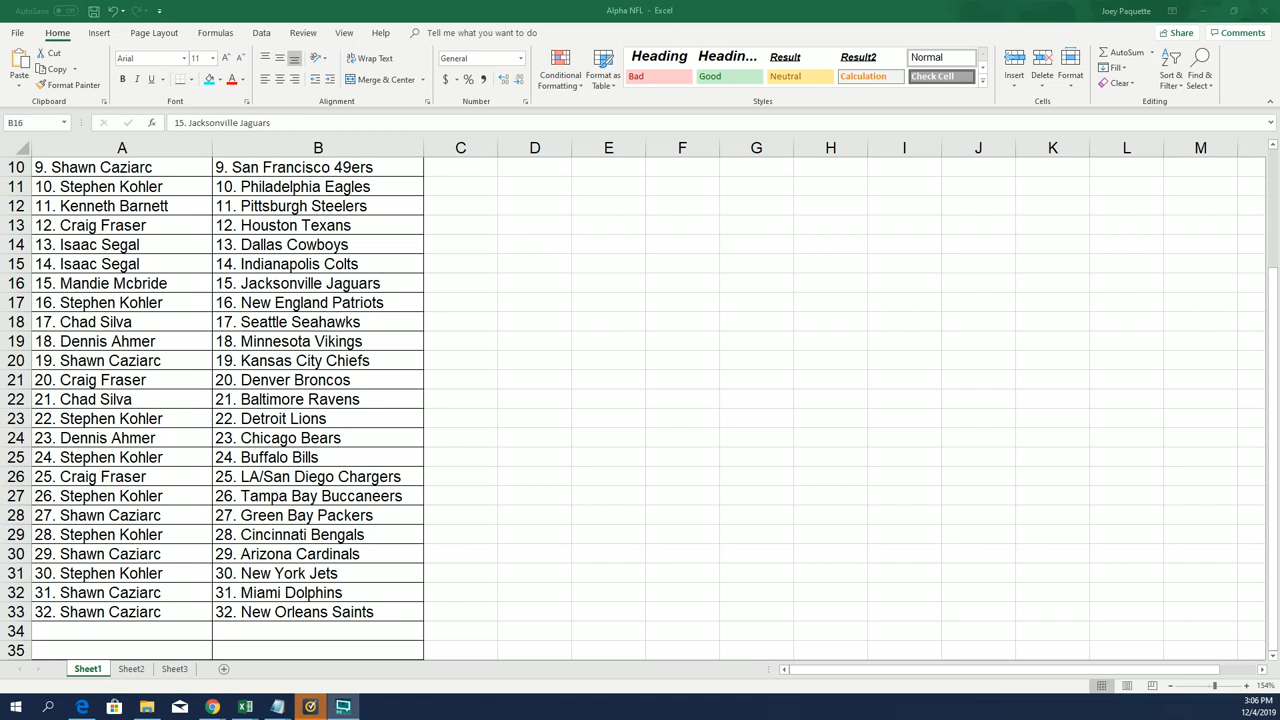 AutoSave Off
Alpha NFL - Excel
Joey Paquette
File Home Insert Page Layout Formulas Data Review View Help Tell me what you want to do
Share Comments
Paste
Cut
Copy
Format Painter
Clipboard
Arial 11
B I U
Font
Wrap Text
Merge & Center
Alignment
General
$ % ,
Number
Conditional Formatting
Format as Table
Heading Headin... Result Result2 Normal
Bad Good Neutral Calculation Check Cell
Styles
Insert Delete Format
Cells
AutoSum
Fill
Clear
Sort & Filter
Find & Select
Editing
B16 fx 15. Jacksonville Jaguars
A B C D E F G H I J K L M
10 9. Shawn Caziarc 9. San Francisco 49ers
11 10. Stephen Kohler 10. Philadelphia Eagles
12 11. Kenneth Barnett 11. Pittsburgh Steelers
13 12. Craig Fraser 12. Houston Texans
14 13. Isaac Segal 13. Dallas Cowboys
15 14. Isaac Segal 14. Indianapolis Colts
16 15. Mandie Mcbride 15. Jacksonville Jaguars
17 16. Stephen Kohler 16. New England Patriots
18 17. Chad Silva 17. Seattle Seahawks
19 18. Dennis Ahmer 18. Minnesota Vikings
20 19. Shawn Caziarc 19. Kansas City Chiefs
21 20. Craig Fraser 20. Denver Broncos
22 21. Chad Silva 21. Baltimore Ravens
23 22. Stephen Kohler 22. Detroit Lions
24 23. Dennis Ahmer 23. Chicago Bears
25 24. Stephen Kohler 24. Buffalo Bills
26 25. Craig Fraser 25. LA/San Diego Chargers
27 26. Stephen Kohler 26. Tampa Bay Buccaneers
28 27. Shawn Caziarc 27. Green Bay Packers
29 28. Stephen Kohler 28. Cincinnati Bengals
30 29. Shawn Caziarc 29. Arizona Cardinals
31 30. Stephen Kohler 30. New York Jets
32 31. Shawn Caziarc 31. Miami Dolphins
33 32. Shawn Caziarc 32. New Orleans Saints
34
35
Sheet1 Sheet2 Sheet3
154%
3:06 PM
12/4/2019